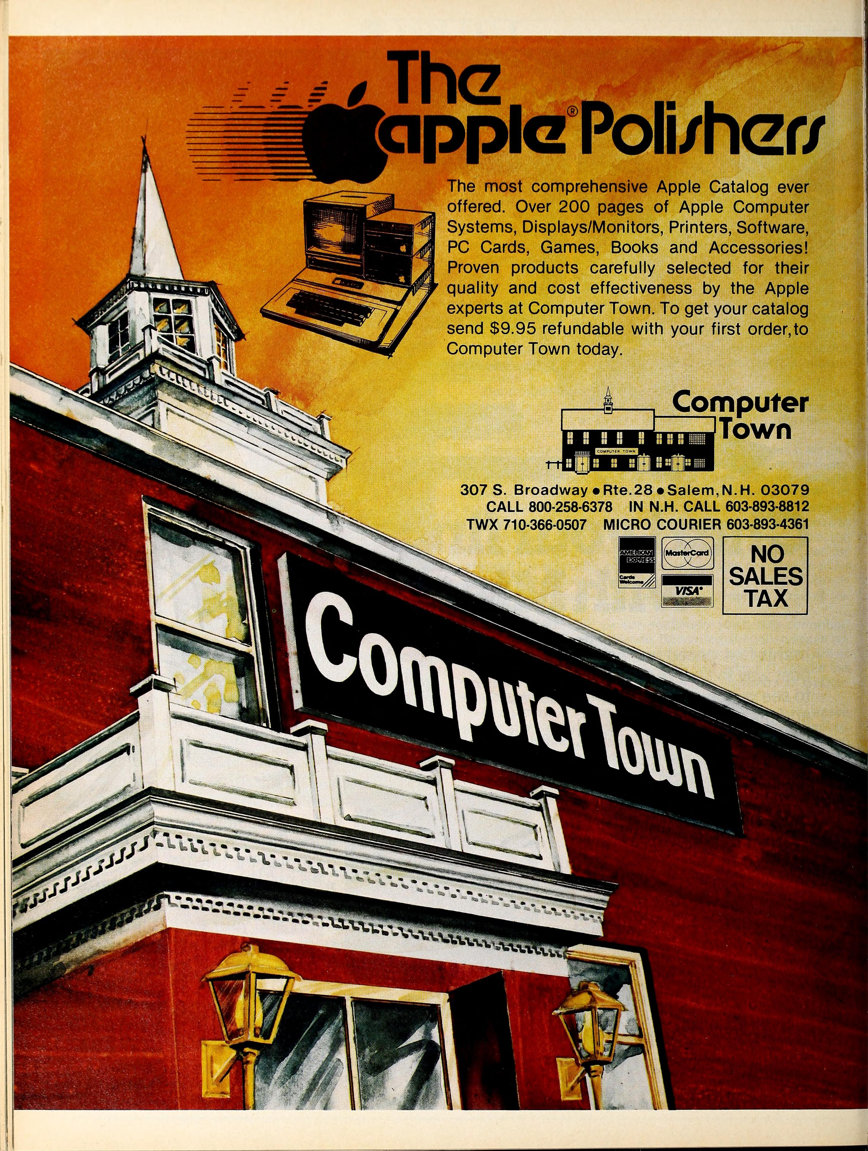 The
apple® Polishers
The most comprehensive Apple Catalog ever
offered. Over 200 pages of Apple Computer
Systems, Displays/Monitors, Printers, Software,
PC Cards, Games, Books and Accessories!
Proven products carefully selected for their
quality and cost effectiveness by the Apple
experts at Computer Town. To get your catalog
send $9.95 refundable with your first order, to
Computer Town today.
Computer
Town
COMPUTER TOWN
307 S. Broadway • Rte. 28 • Salem, N.H. 03079
CALL 800-258-6378 IN N.H. CALL 603-893-8812
TWX 710-366-0507 MICRO COURIER 603-893-4361
AMERICAN
EXPRESS
Cards
Welcome
MasterCard
VISA®
NO
SALES
TAX
Computer Town